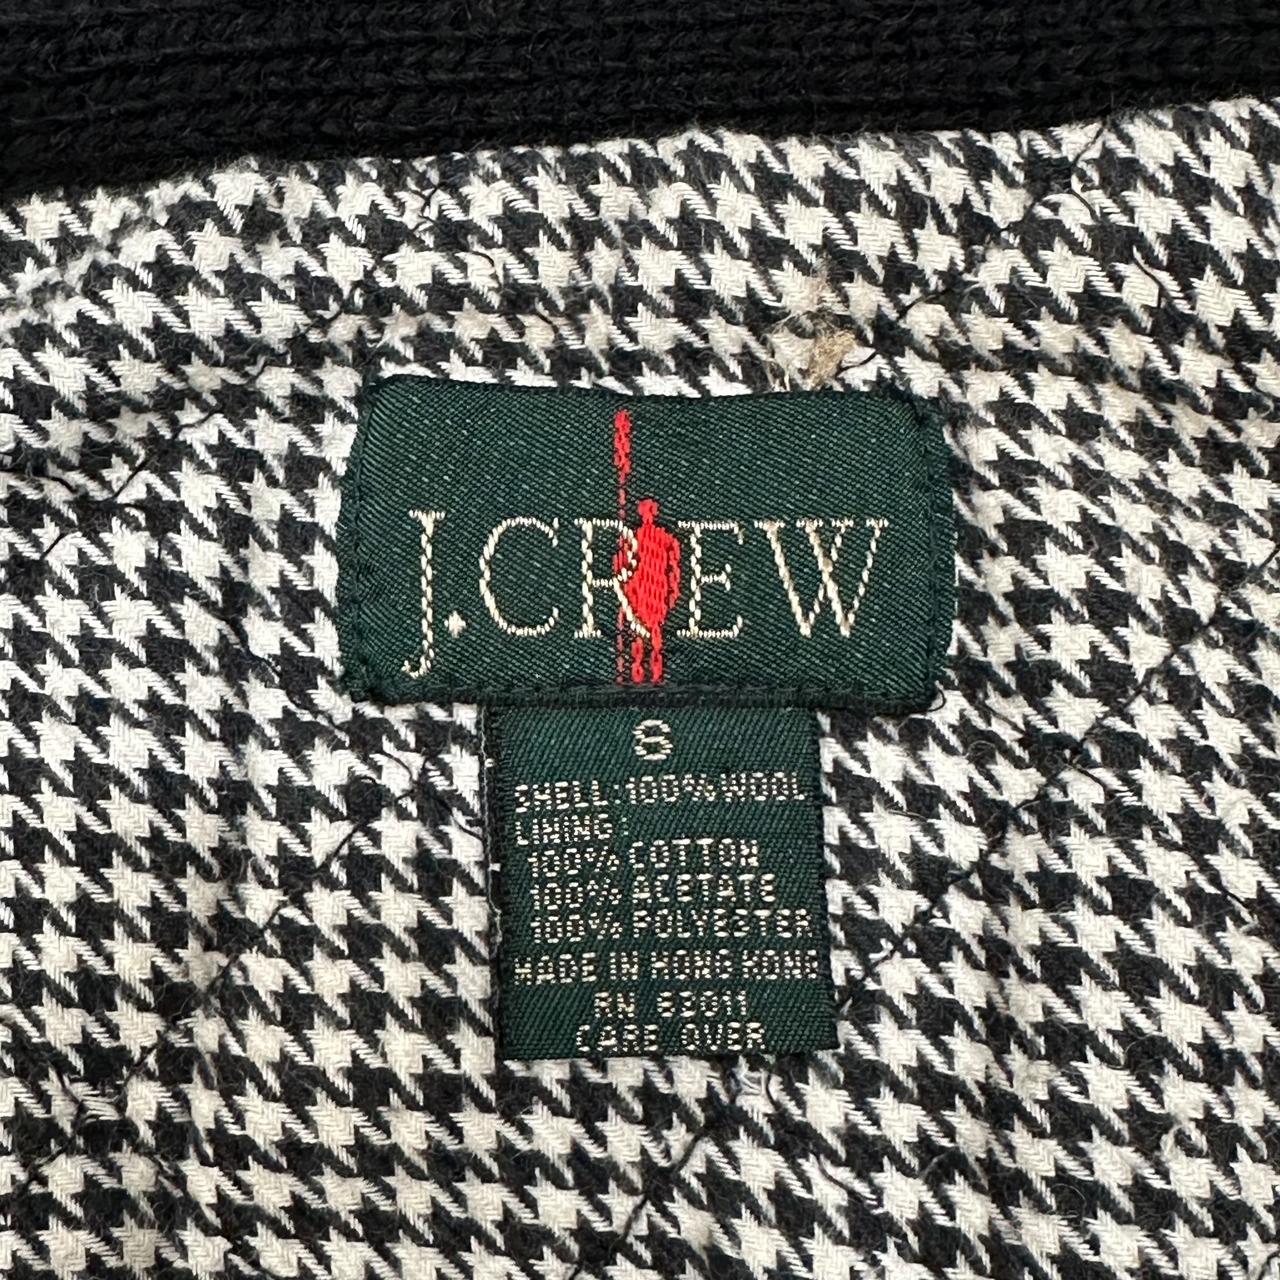 J.CREW
S
SHELL:100% WOOL
LINING:
100% COTTON
100% ACETATE
100% POLYESTER
MADE IN HONG KONG
RN 63011
CARE OVER